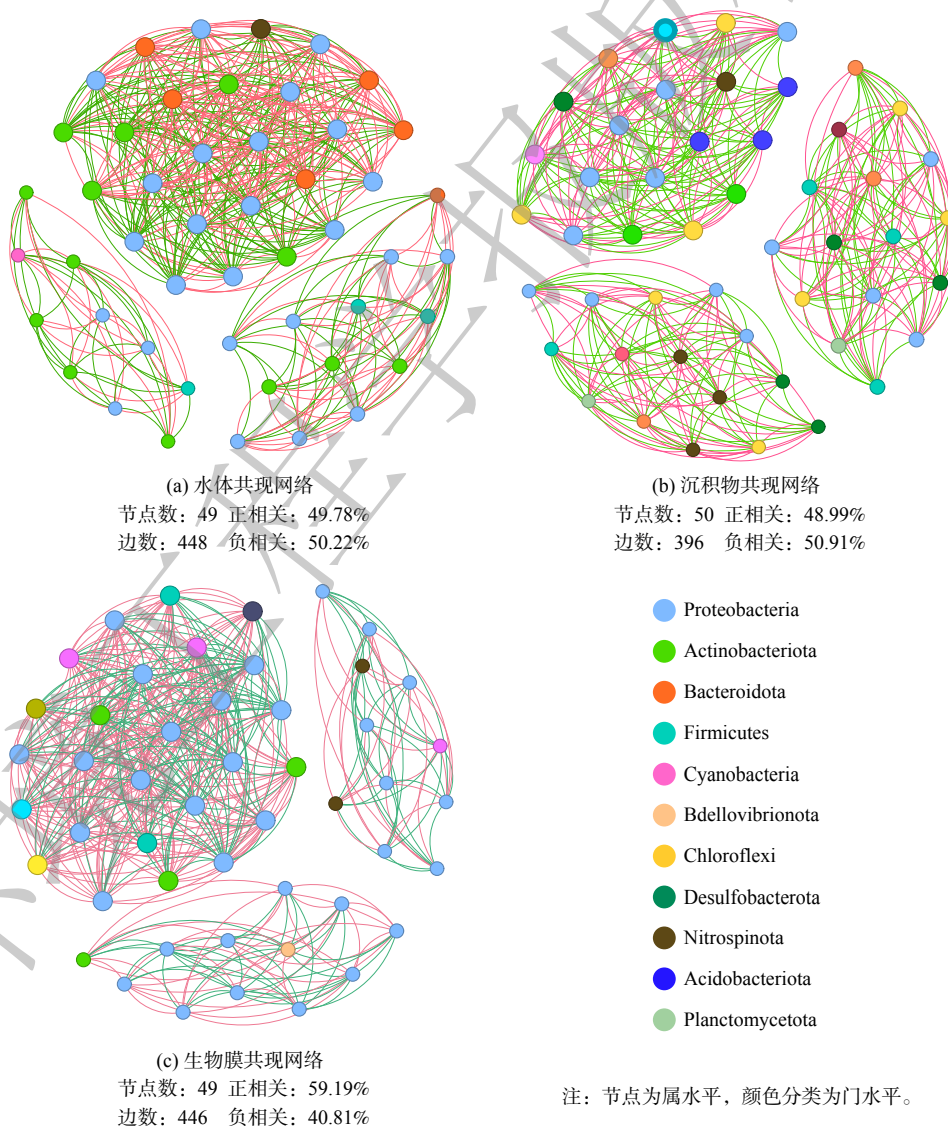 (a) 水体共现网络
节点数：49 正相关：49.78%
边数：448 负相关：50.22%
(b) 沉积物共现网络
节点数：50 正相关：48.99%
边数：396 负相关：50.91%
(c) 生物膜共现网络
节点数：49 正相关：59.19%
边数：446 负相关：40.81%
Proteobacteria
Actinobacteriota
Bacteroidota
Firmicutes
Cyanobacteria
Bdellovibrionota
Chloroflexi
Desulfobacterota
Nitrospinota
Acidobacteriota
Planctomycetota
注：节点为属水平，颜色分类为门水平。